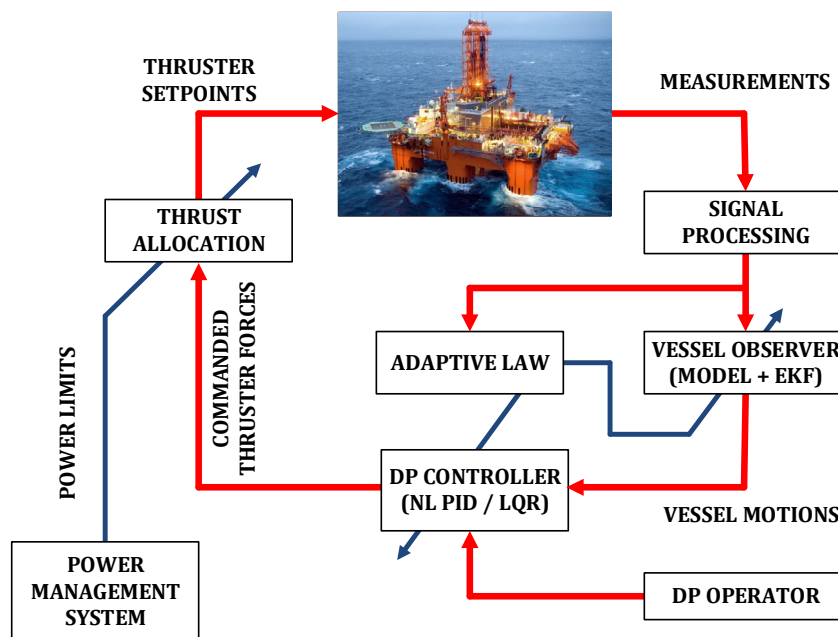 THRUSTER
SETPOINTS
MEASUREMENTS
THRUST
ALLOCATION
SIGNAL
PROCESSING
COMMANDED
THRUSTER FORCES
POWER LIMITS
ADAPTIVE LAW
VESSEL OBSERVER
(MODEL + EKF)
DP CONTROLLER
(NL PID / LQR)
VESSEL MOTIONS
POWER
MANAGEMENT
SYSTEM
DP OPERATOR